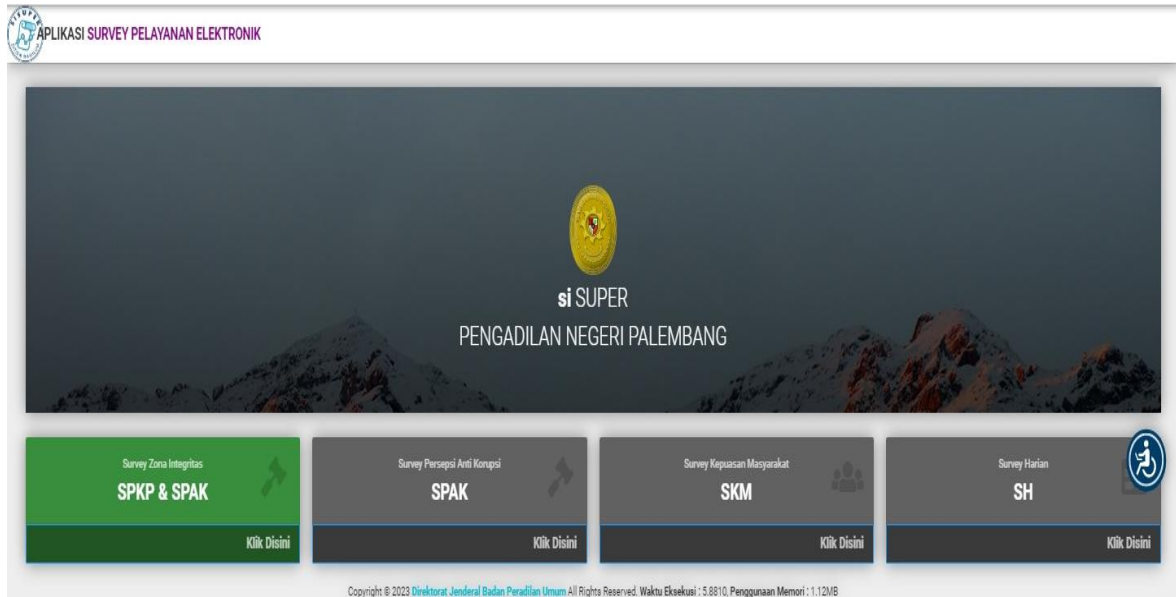 APLIKASI SURVEY PELAYANAN ELEKTRONIK
si SUPER
PENGADILAN NEGERI PALEMBANG
Survey Zona Integritas
SPKP & SPAK
Klik Disini
Survey Persepsi Anti Korupsi
SPAK
Klik Disini
Survey Kepuasan Masyarakat
SKM
Klik Disini
Survey Harian
SH
Klik Disini
Copyright © 2023 Direktorat Jenderal Badan Peradilan Umum All Rights Reserved. Waktu Eksekusi : 5.8810, Penggunaan Memori : 1.12MB